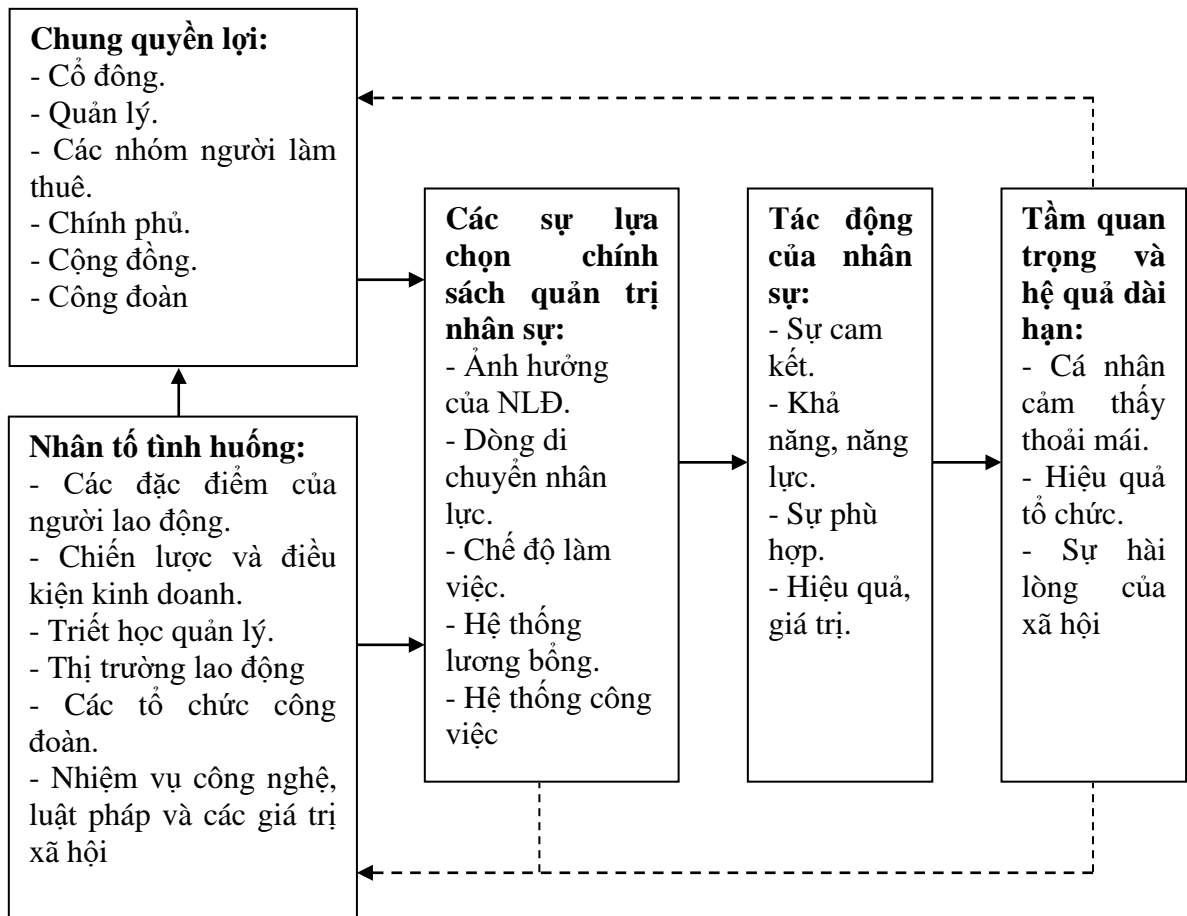 Chung quyền lợi:
- Cổ đông.
- Quản lý.
- Các nhóm người làm
thuê.
- Chính phủ.
- Cộng đồng.
- Công đoàn
Nhân tố tình huống:
- Các đặc điểm của
người lao động.
- Chiến lược và điều
kiện kinh doanh.
- Triết học quản lý.
- Thị trường lao động
- Các tổ chức công
đoàn.
- Nhiệm vụ công nghệ,
luật pháp và các giá trị
xã hội
Các sự lựa
chọn chính
sách quản trị
nhân sự:
- Ảnh hưởng
của NLĐ.
- Dòng di
chuyển nhân
lực.
- Chế độ làm
việc.
- Hệ thống
lương bổng.
- Hệ thống công
việc
Tác động
của nhân
sự:
- Sự cam
kết.
- Khả
năng, năng
lực.
- Sự phù
hợp.
- Hiệu quả,
giá trị.
Tầm quan
trọng và
hệ quả dài
hạn:
- Cá nhân
cảm thấy
thoải mái.
- Hiệu quả
tổ chức.
- Sự hài
lòng của
xã hội